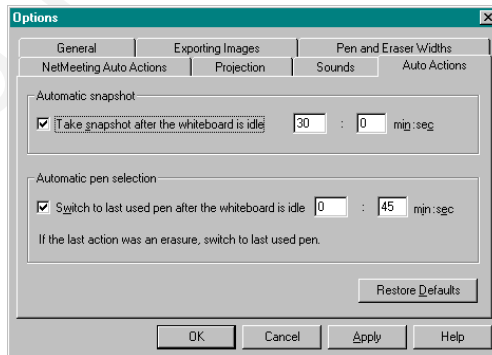 Options
General Exporting Images Pen and Eraser Widths
NetMeeting Auto Actions Projection Sounds Auto Actions
Automatic snapshot
Take snapshot after the whiteboard is idle 30 : 0 min:sec
Automatic pen selection
Switch to last used pen after the whiteboard is idle 0 : 45 min:sec
If the last action was an erasure, switch to last used pen.
Restore Defaults
OK Cancel Apply Help